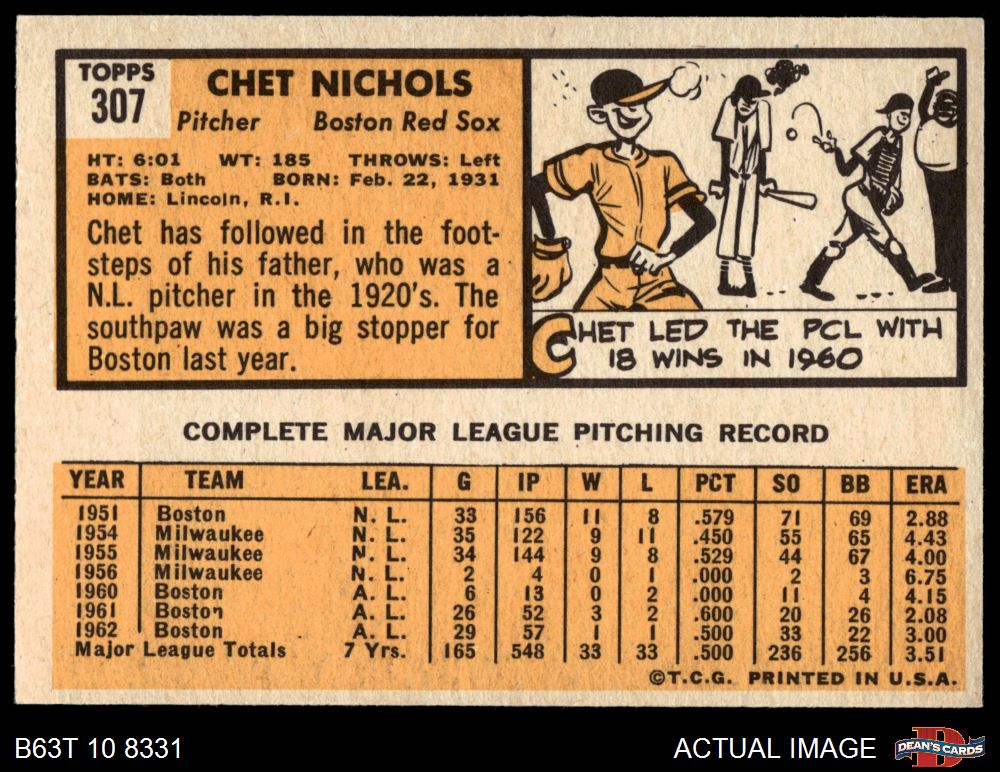 TOPPS
307
CHET NICHOLS
Pitcher Boston Red Sox
HT: 6:01 WT: 185 THROWS: Left
BATS: Both BORN: Feb. 22, 1931
HOME: Lincoln, R.I.
Chet has followed in the foot-
steps of his father, who was a
N.L. pitcher in the 1920's. The
southpaw was a big stopper for
Boston last year.
CHET LED THE PCL WITH
18 WINS IN 1960
COMPLETE MAJOR LEAGUE PITCHING RECORD
YEAR TEAM LEA. G IP W L PCT SO BB ERA
1951 Boston N. L. 33 156 11 8 .579 71 69 2.88
1954 Milwaukee N. L. 35 122 9 11 .450 55 65 4.43
1955 Milwaukee N. L. 34 144 9 8 .529 44 67 4.00
1956 Milwaukee N. L. 2 4 0 1 .000 2 3 6.75
1960 Boston A. L. 6 13 0 2 .000 11 4 4.15
1961 Boston A. L. 26 52 3 2 .600 20 26 2.08
1962 Boston A. L. 29 57 1 1 .500 33 22 3.00
Major League Totals 7 Yrs. 165 548 33 33 .500 236 256 3.51
©T.C.G. PRINTED IN U.S.A.
B63T 10 8331
ACTUAL IMAGE
DEAN'S CARDS